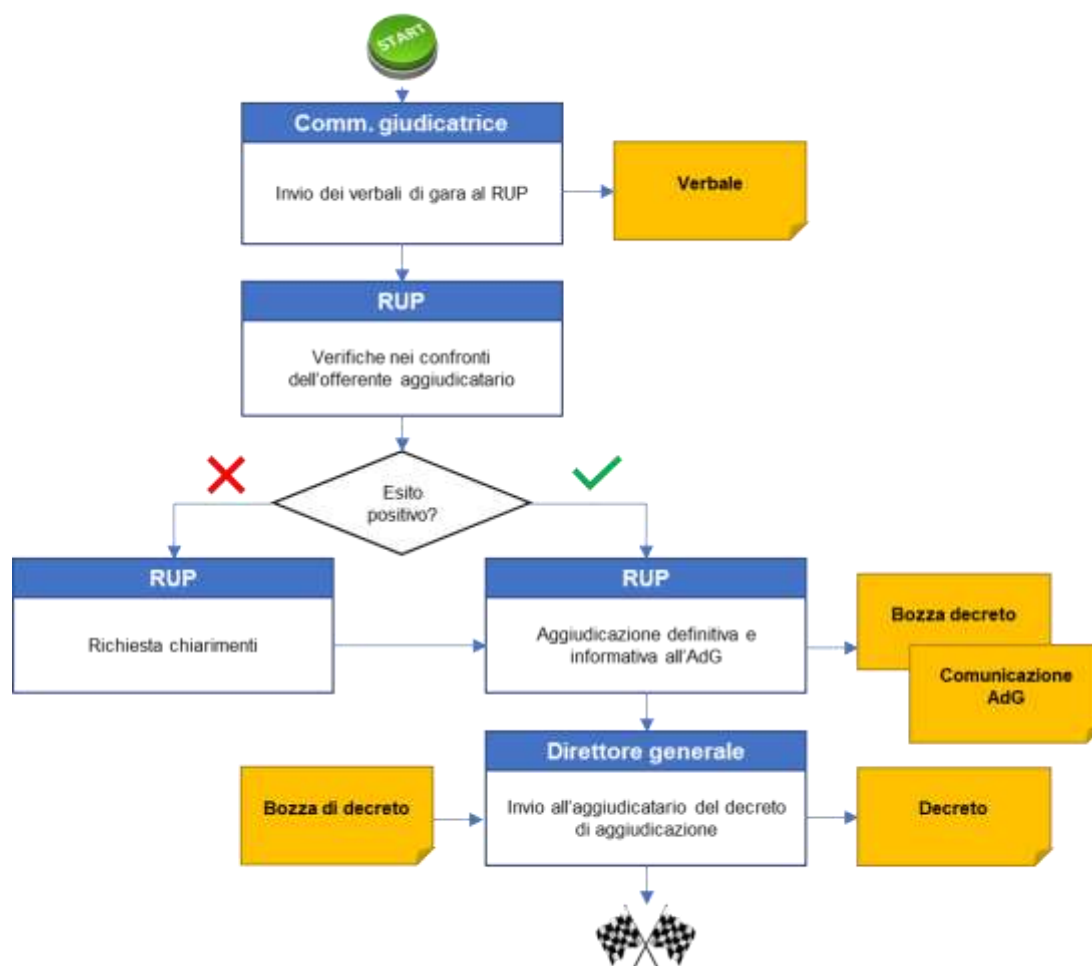 START
Comm. giudicatrice
Invio dei verbali di gara al RUP
Verbale
RUP
Verifiche nei confronti
dell'offerente aggiudicatario
Esito
positivo?
RUP
Richiesta chiarimenti
RUP
Aggiudicazione definitiva e
informativa all'AdG
Bozza decreto
Comunicazione
AdG
Direttore generale
Bozza di decreto
Invio all'aggiudicatario del decreto
di aggiudicazione
Decreto